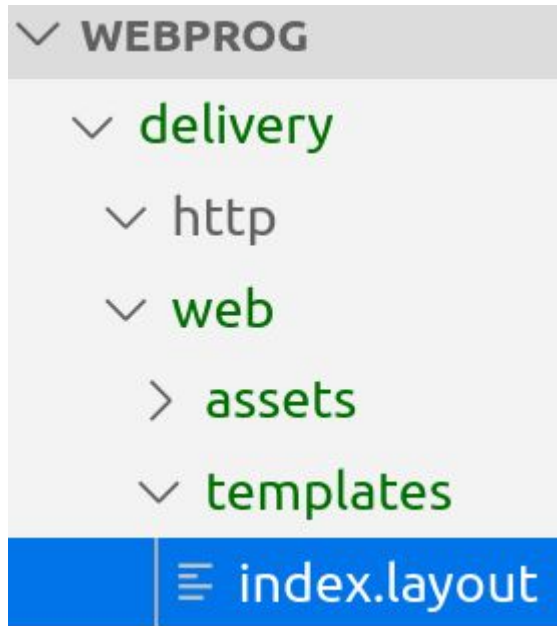 WEBPROG
delivery
http
web
assets
templates
index.layout